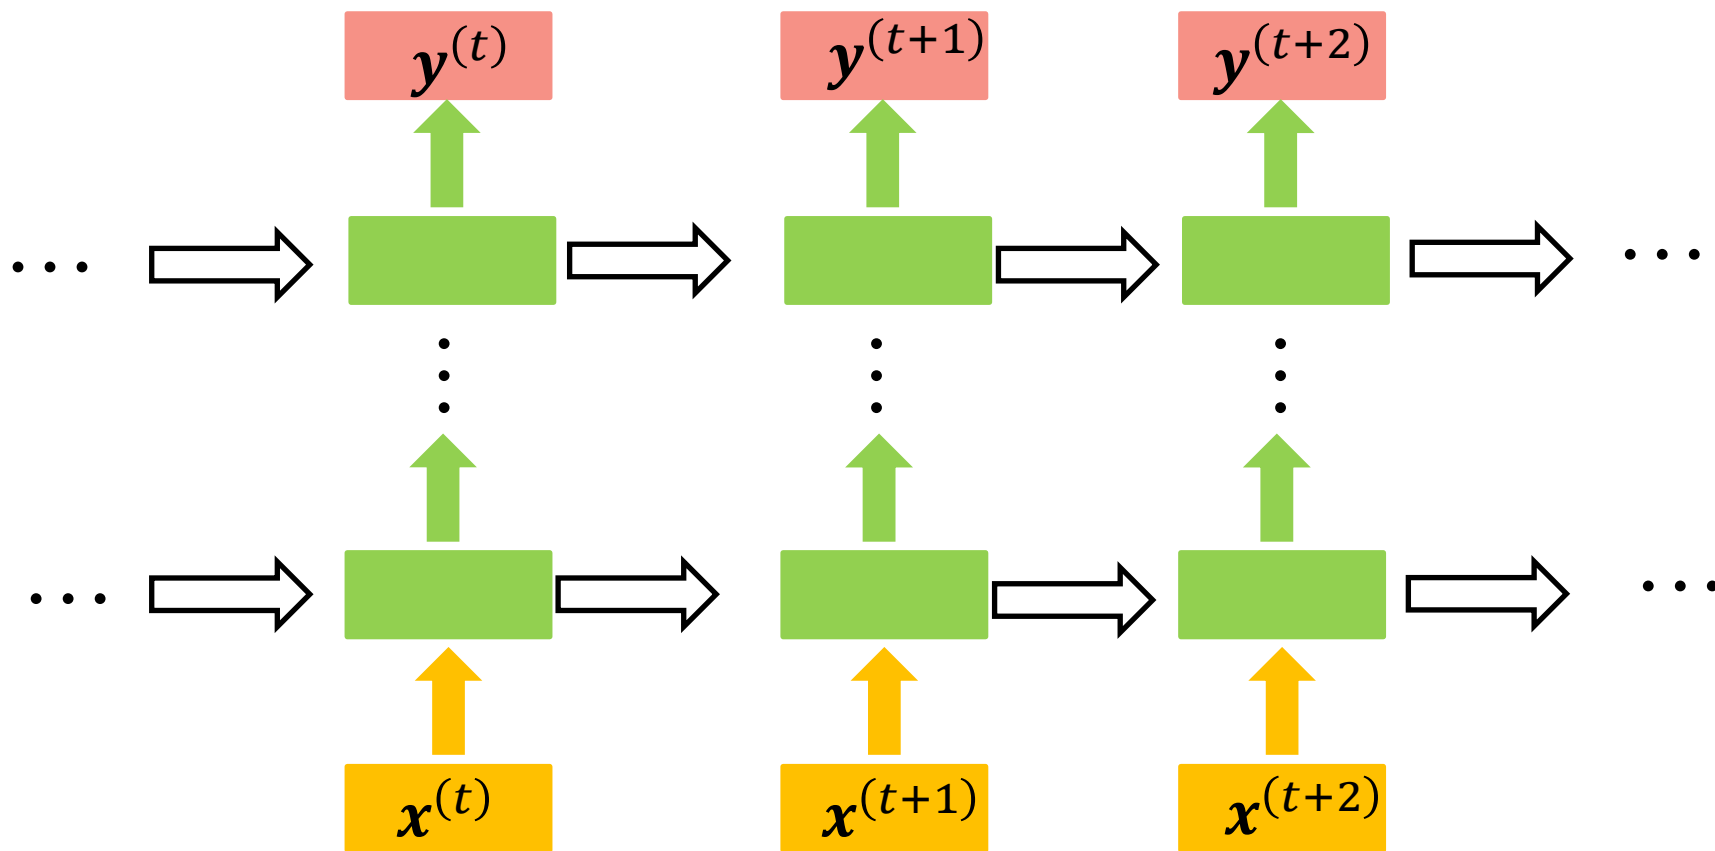 y^(t) y^(t+1) y^(t+2)
... ...
⋮ ⋮ ⋮
... ...
x^(t) x^(t+1) x^(t+2)